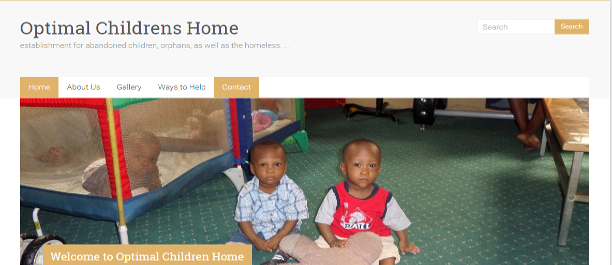 Optimal Childrens Home
establishment for abandoned children, orphans, as well as the homeless. . .
Search
Search
Home
About Us
Gallery
Ways to Help
Contact
Welcome to Optimal Children Home